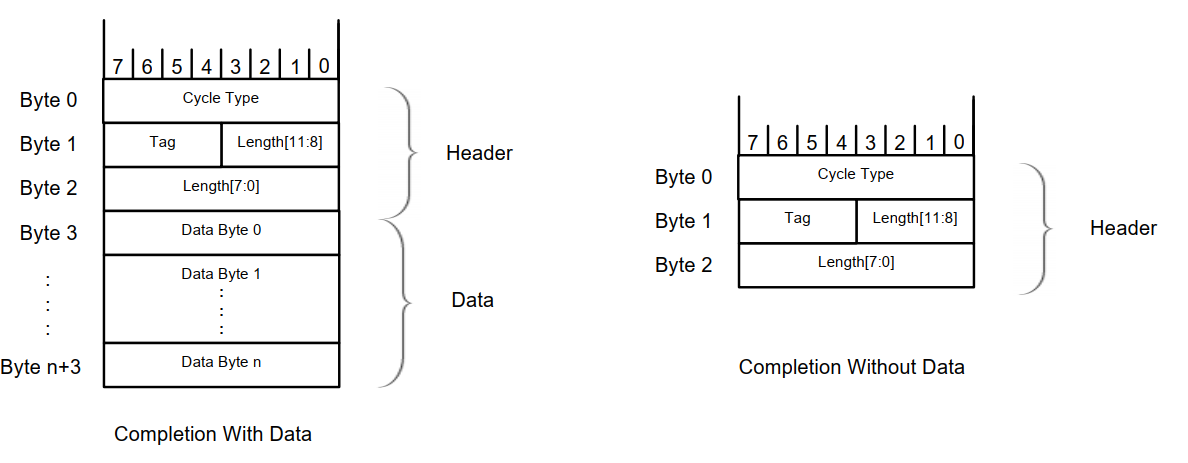 7 6 5 4 3 2 1 0
Byte 0 Cycle Type
Byte 1 Tag Length[11:8]
Header
Byte 2 Length[7:0]
Byte 3 Data Byte 0
: Data Byte 1 :
: :
Data
: :
Byte n+3 Data Byte n
Completion With Data
7 6 5 4 3 2 1 0
Byte 0 Cycle Type
Byte 1 Tag Length[11:8]
Header
Byte 2 Length[7:0]
Completion Without Data